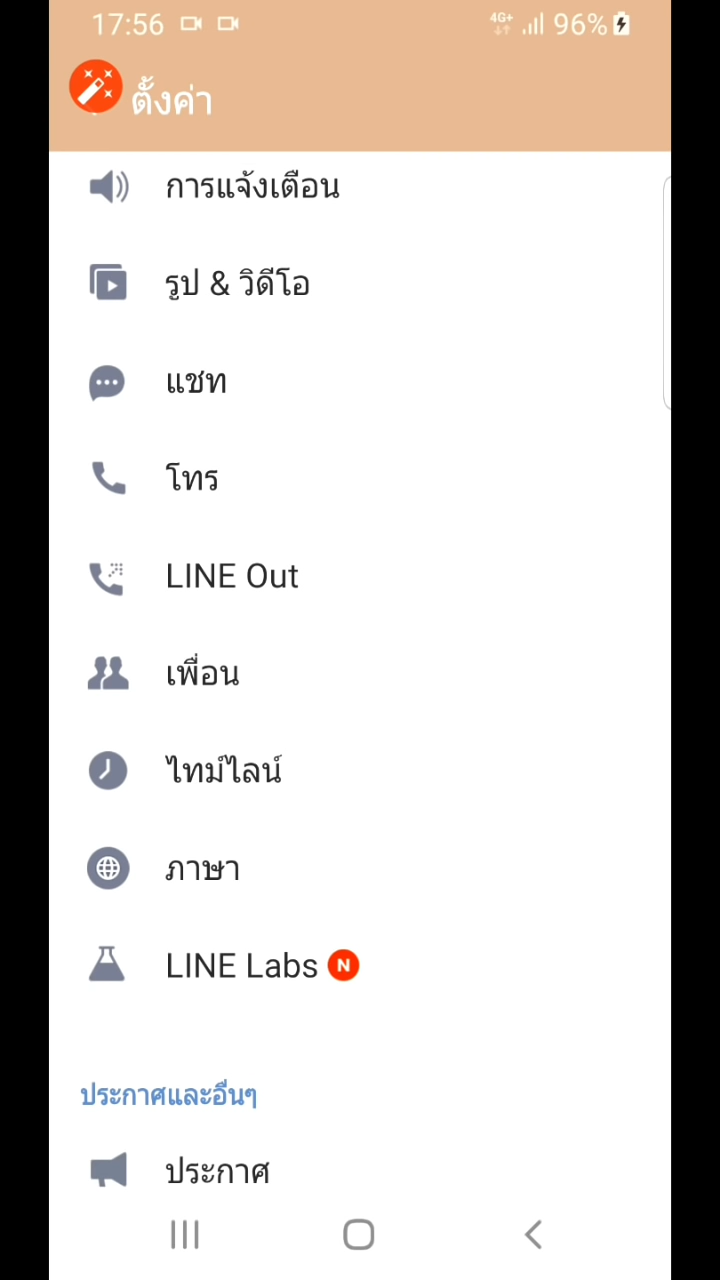 17:56 4G+ 96%
ตั้งค่า
การแจ้งเตือน
รูป & วิดีโอ
แชท
โทร
LINE Out
เพื่อน
ไทม์ไลน์
ภาษา
LINE Labs N
ประกาศและอื่นๆ
ประกาศ